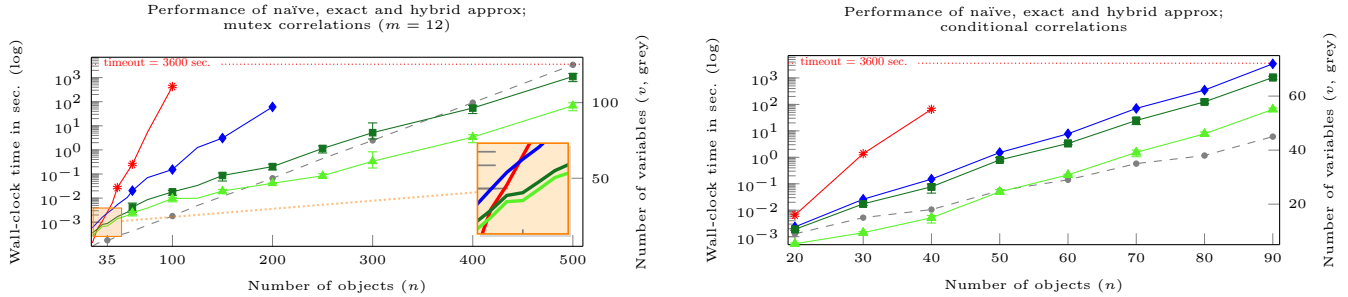 Performance of naïve, exact and hybrid approx;
mutex correlations (m = 12)
Wall-clock time in sec. (log)
timeout = 3600 sec.
10³
10²
10¹
10⁰
10⁻¹
10⁻²
10⁻³
35
100
200
300
400
500
Number of objects (n)
100
50
Number of variables (v, grey)
Performance of naïve, exact and hybrid approx;
conditional correlations
Wall-clock time in sec. (log)
timeout = 3600 sec.
10³
10²
10¹
10⁰
10⁻¹
10⁻²
10⁻³
20
30
40
50
60
70
80
90
Number of objects (n)
60
40
20
Number of variables (v, grey)